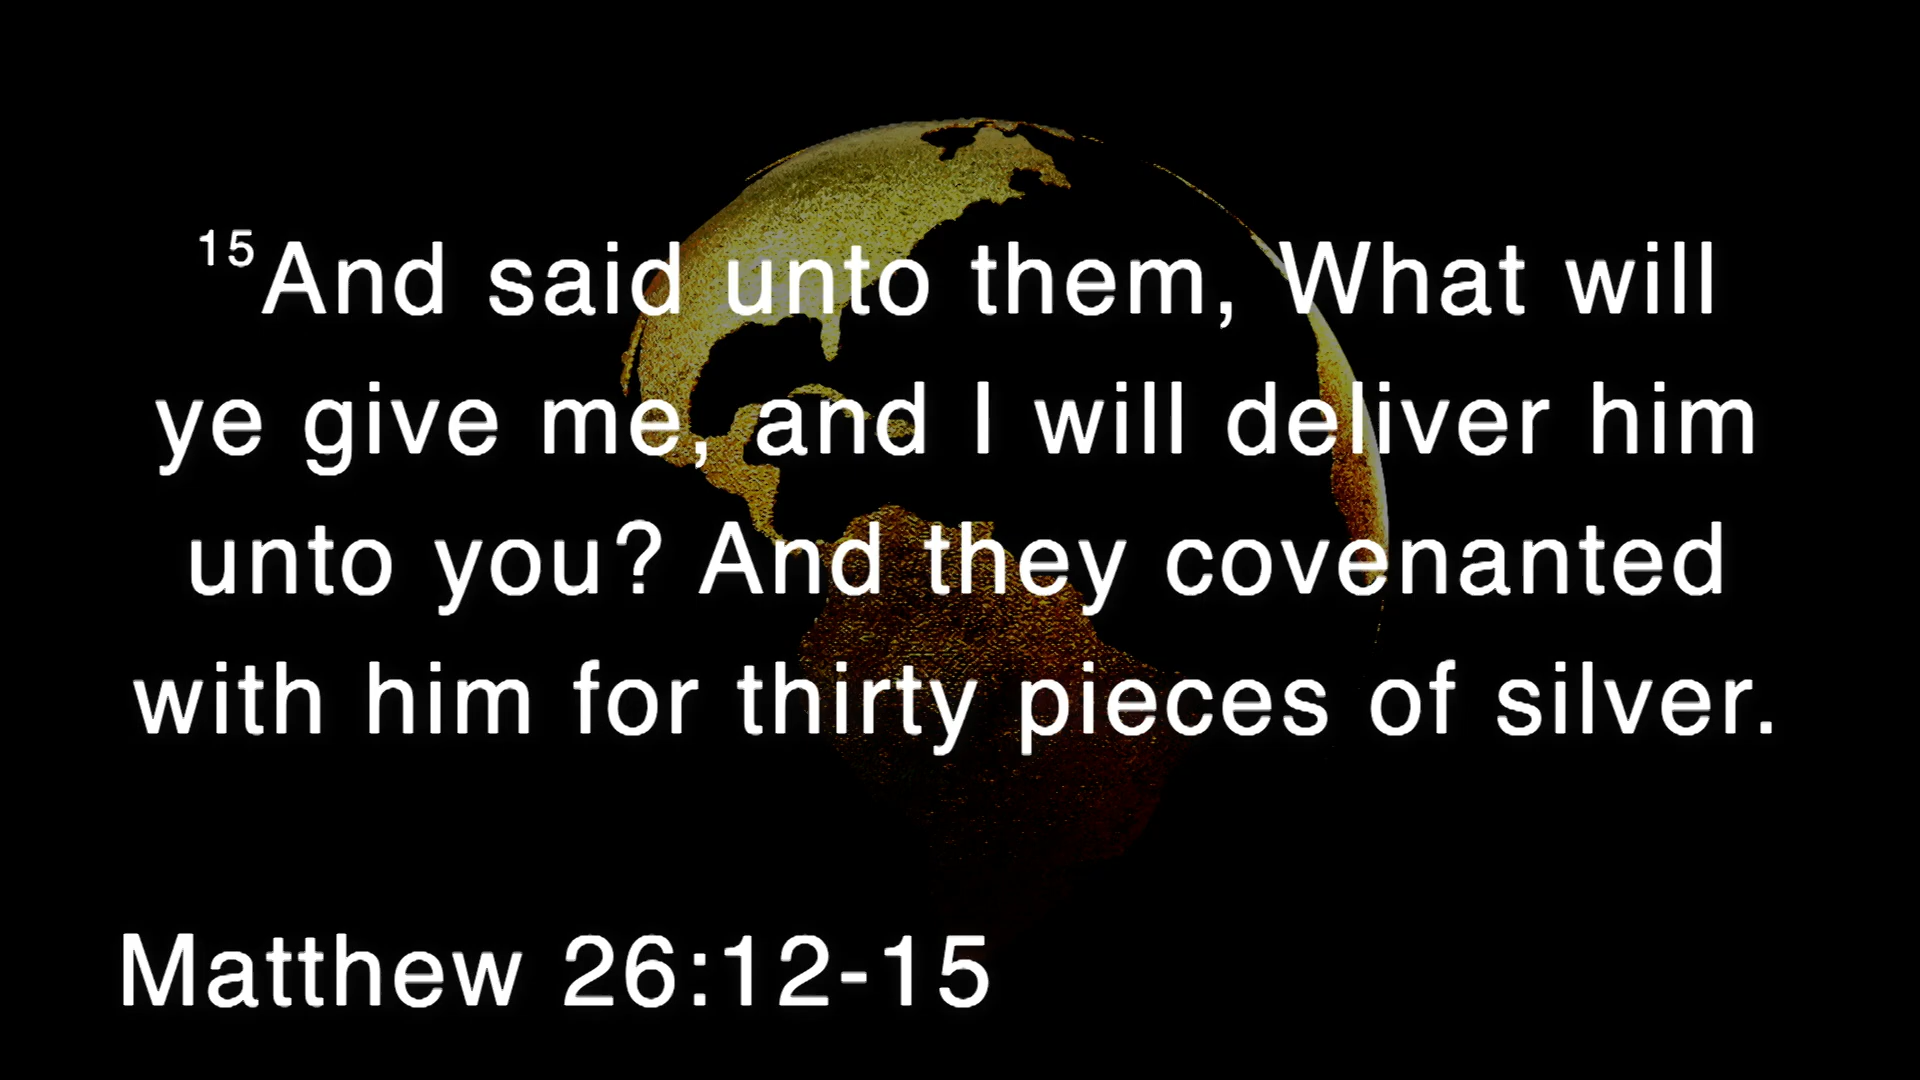 15And said unto them, What will
ye give me, and I will deliver him
unto you? And they covenanted
with him for thirty pieces of silver.
Matthew 26:12-15